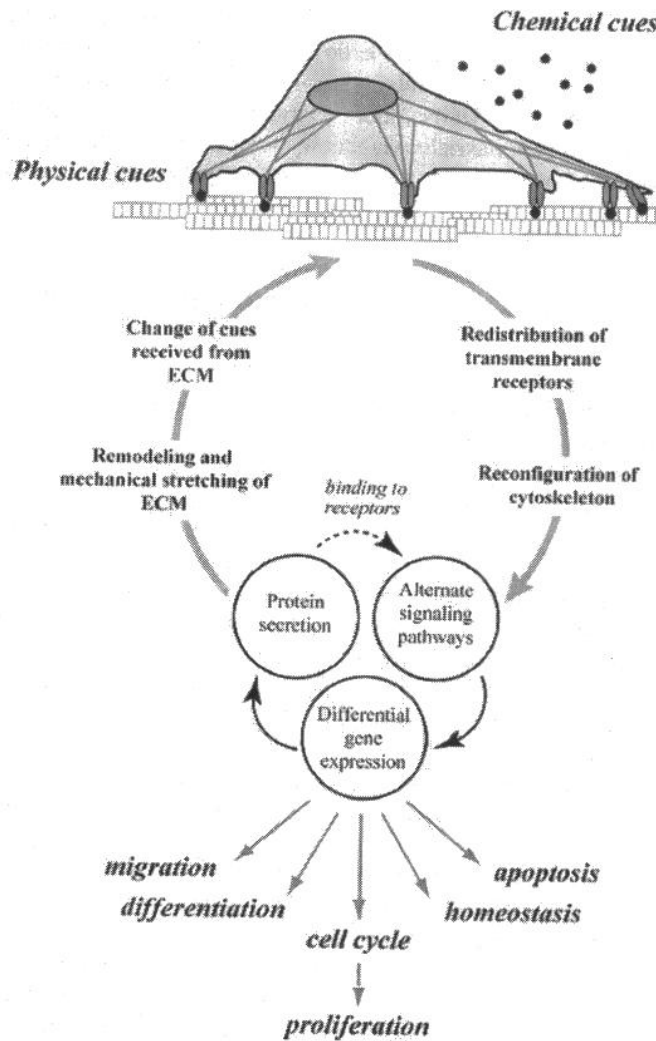 Chemical cues
Physical cues
Change of cues
received from
ECM
Redistribution of
transmembrane
receptors
Remodeling and
mechanical stretching of
ECM
Reconfiguration of
cytoskeleton
binding to
receptors
Protein
secretion
Alternate
signaling
pathways
Differential
gene
expression
migration
differentiation
cell cycle
homeostasis
apoptosis
proliferation